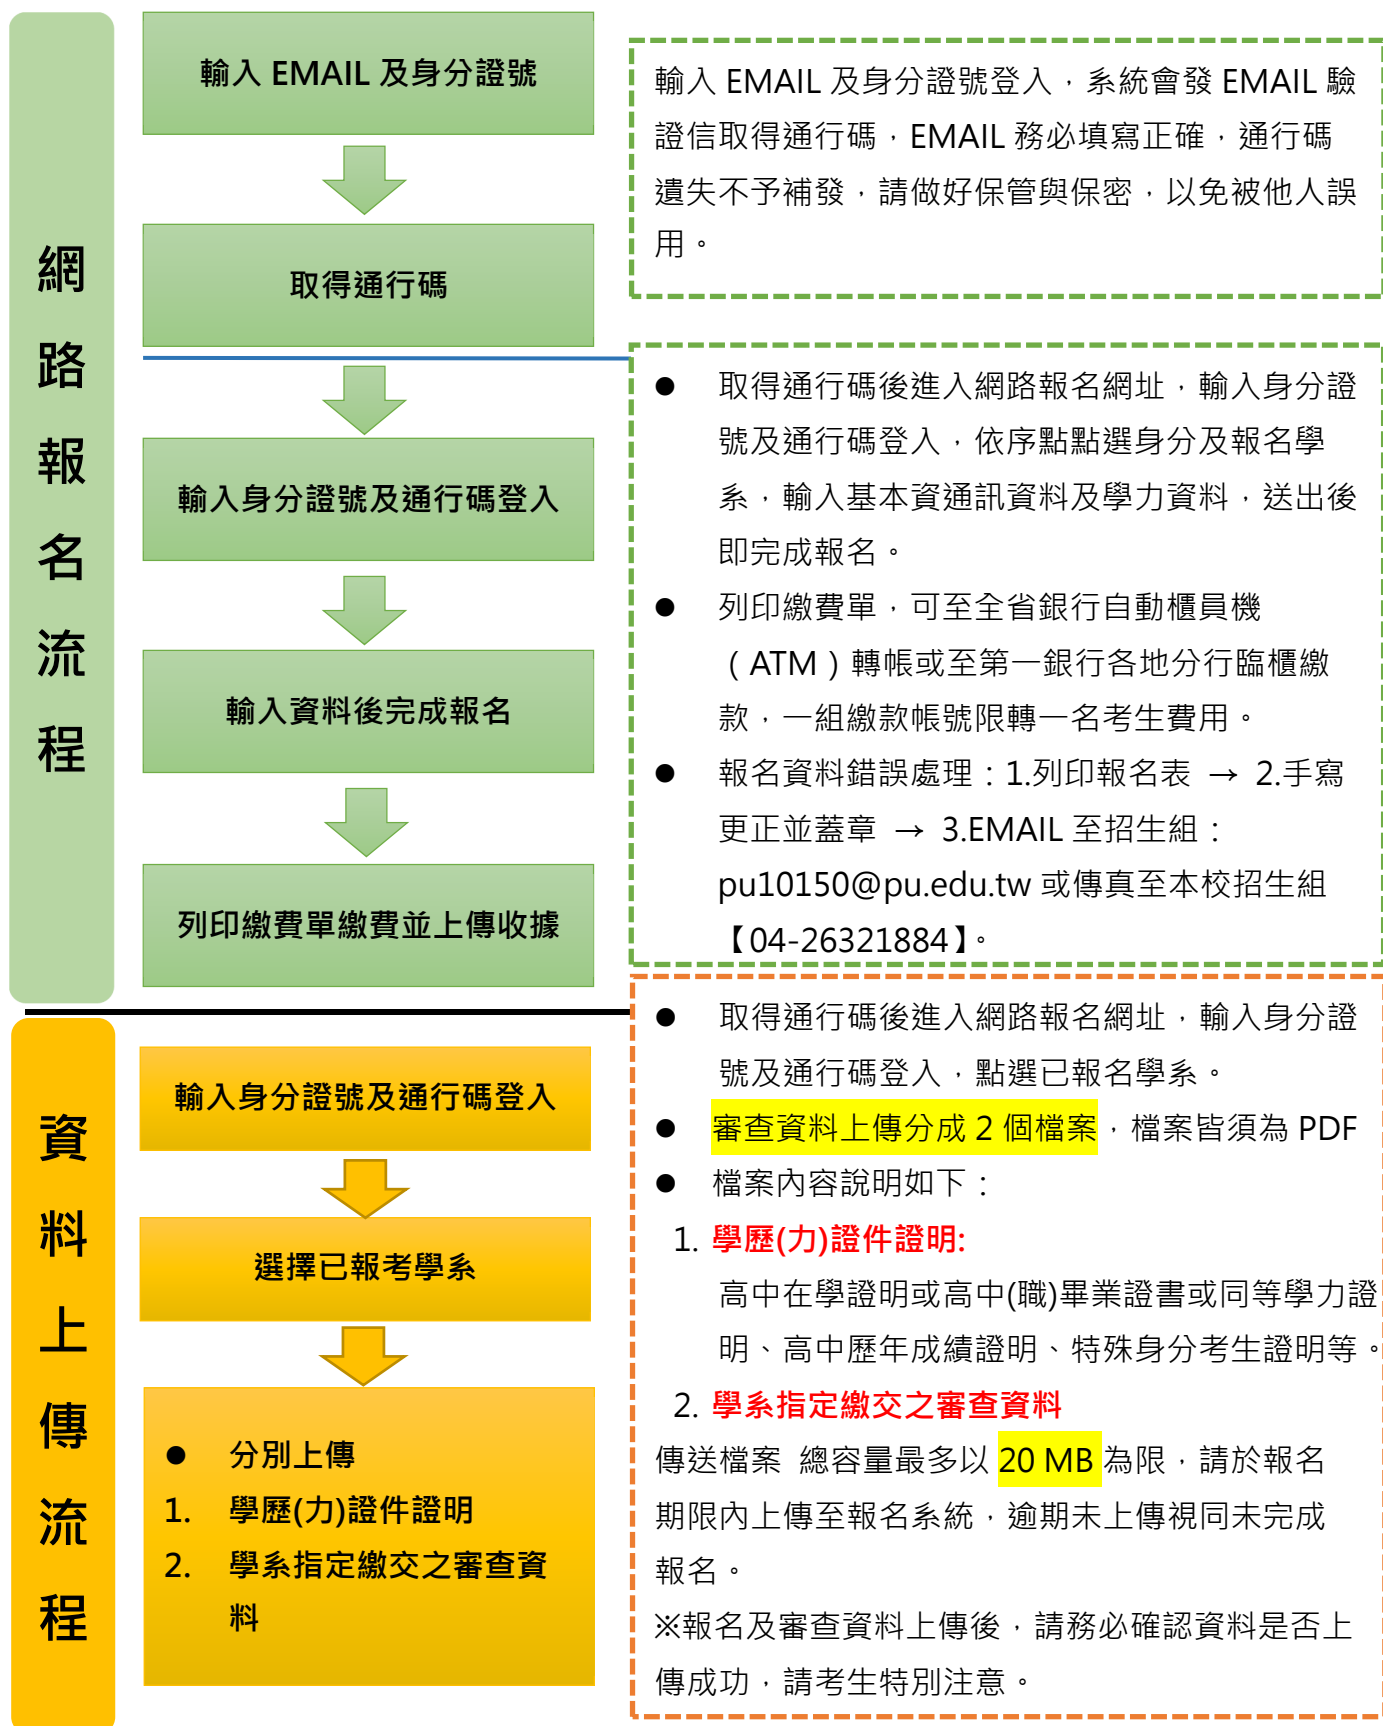 網路報名流程
輸入 EMAIL 及身分證號
取得通行碼
輸入身分證號及通行碼登入
輸入資料後完成報名
列印繳費單繳費並上傳收據
輸入 EMAIL 及身分證號登入，系統會發 EMAIL 驗
證信取得通行碼，EMAIL 務必填寫正確，通行碼
遺失不予補發，請做好保管與保密，以免被他人誤
用。
● 取得通行碼後進入網路報名網址，輸入身分證
號及通行碼登入，依序點點選身分及報名學
系，輸入基本資通訊資料及學力資料，送出後
即完成報名。
● 列印繳費單，可至全省銀行自動櫃員機
（ATM）轉帳或至第一銀行各地分行臨櫃繳
款，一組繳款帳號限轉一名考生費用。
● 報名資料錯誤處理：1.列印報名表 → 2.手寫
更正並蓋章 → 3.EMAIL 至招生組：
pu10150@pu.edu.tw 或傳真至本校招生組
【04-26321884】。
資料上傳流程
輸入身分證號及通行碼登入
選擇已報考學系
● 分別上傳
1. 學歷(力)證件證明
2. 學系指定繳交之審查資
料
● 取得通行碼後進入網路報名網址，輸入身分證
號及通行碼登入，點選已報名學系。
● 審查資料上傳分成 2 個檔案，檔案皆須為 PDF
● 檔案內容說明如下：
1. 學歷(力)證件證明:
高中在學證明或高中(職)畢業證書或同等學力證
明、高中歷年成績證明、特殊身分考生證明等。
2. 學系指定繳交之審查資料
傳送檔案 總容量最多以 20 MB 為限，請於報名
期限內上傳至報名系統，逾期未上傳視同未完成
報名。
※報名及審查資料上傳後，請務必確認資料是否上
傳成功，請考生特別注意。